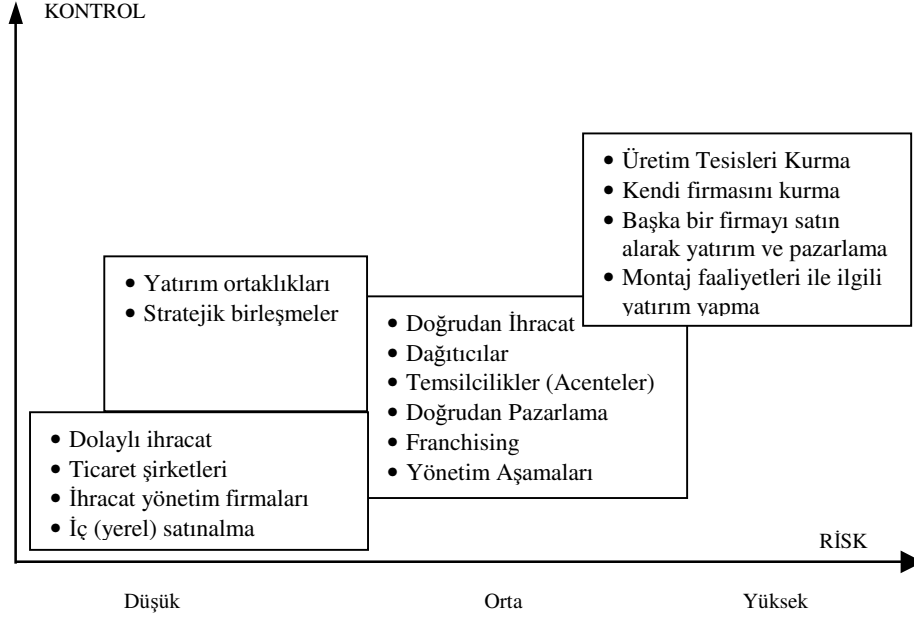 KONTROL
• Üretim Tesisleri Kurma
• Kendi firmasını kurma
• Başka bir firmayı satın
alarak yatırım ve pazarlama
• Montaj faaliyetleri ile ilgili
yatırım yapma
• Yatırım ortaklıkları
• Stratejik birleşmeler
• Doğrudan İhracat
• Dağıtıcılar
• Temsilcilikler (Acenteler)
• Doğrudan Pazarlama
• Franchising
• Yönetim Aşamaları
• Dolaylı ihracat
• Ticaret şirketleri
• İhracat yönetim firmaları
• İç (yerel) satınalma
RİSK
Düşük
Orta
Yüksek